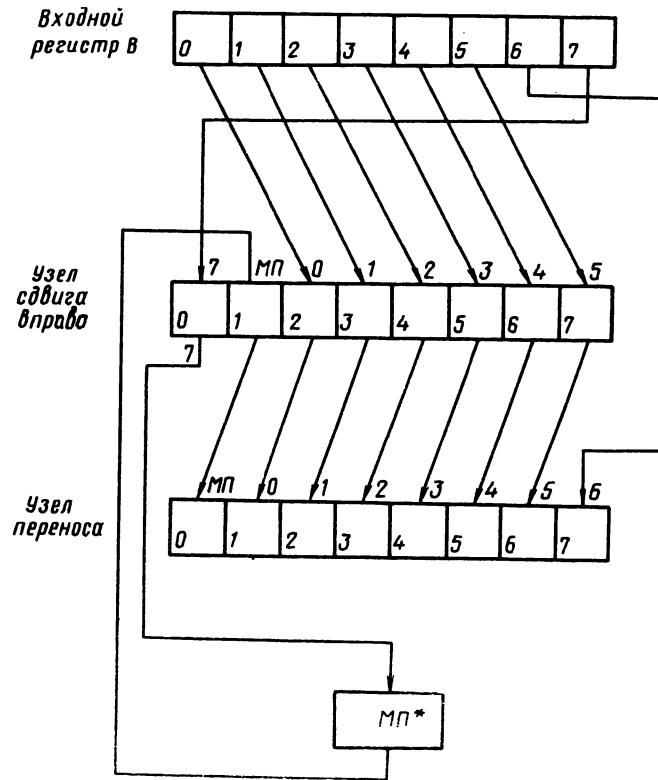 Входной
регистр В
0 1 2 3 4 5 6 7
7 МП 0 1 2 3 4 5
Узел
сдвига
вправо
0 1 2 3 4 5 6 7
7
МП 0 1 2 3 4 5 6
Узел
переноса
0 1 2 3 4 5 6 7
МП*